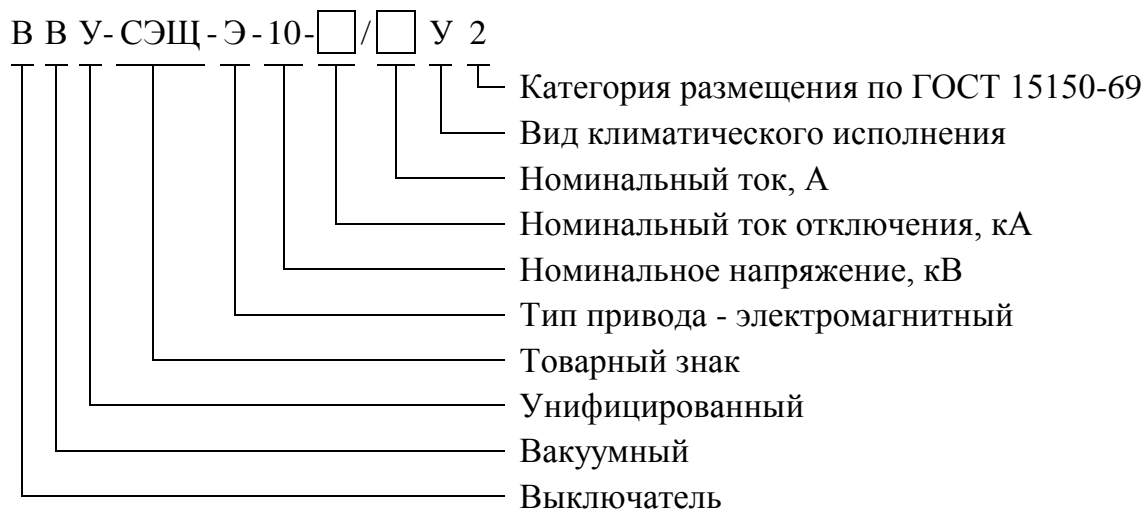 В В У- СЭЩ - Э - 10- / У 2
Категория размещения по ГОСТ 15150-69
Вид климатического исполнения
Номинальный ток, А
Номинальный ток отключения, кА
Номинальное напряжение, кВ
Тип привода - электромагнитный
Товарный знак
Унифицированный
Вакуумный
Выключатель